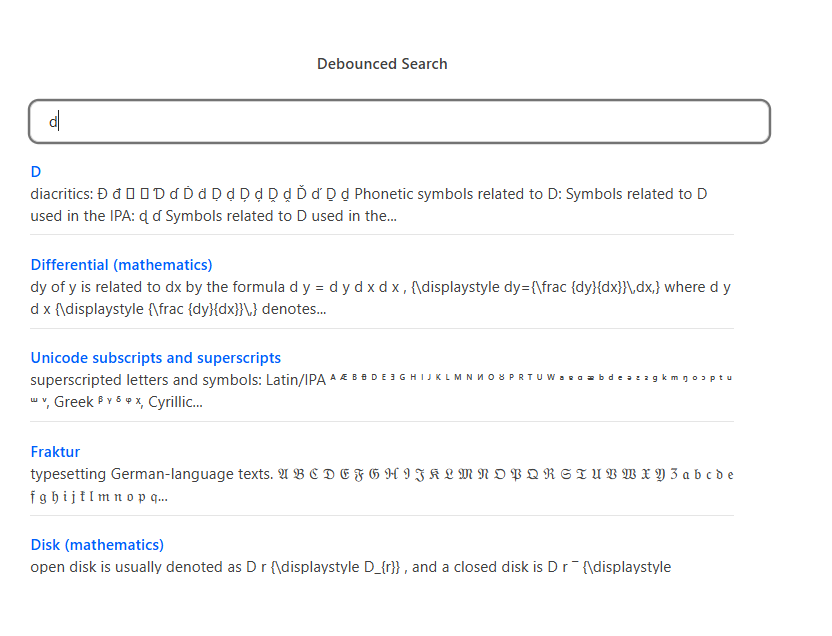 Debounced Search
d
D
diacritics: Đ đ Ɗ ɗ Ḋ ḋ Ḍ ḍ Ḑ ḑ Ḓ ḓ Ď ď Ḏ ḏ Phonetic symbols related to D: Symbols related to D
used in the IPA: ɖ ɗ Symbols related to D used in the...
Differential (mathematics)
dy of y is related to dx by the formula d y = d y d x d x , {\displaystyle dy={\frac {dy}{dx}}\,dx,} where d y
d x {\displaystyle {\frac {dy}{dx}}\,} denotes...
Unicode subscripts and superscripts
superscripted letters and symbols: Latin/IPA ᴬ ᴭ ᴮ ᴯ ᴰ ᴱ ᴲ ᴳ ᴴ ᴵ ᴶ ᴷ ᴸ ᴹ ᴺ ᴻ ᴼ ᴽ ᴾ ᴿ ᵀ ᵁ ᵂ ᵃ ᵄ ᵅ ᵆ ᵇ ᵈ ᵉ ᵊ ᵋ ᵌ ᵍ ᵏ ᵐ ᵑ ᵒ ᵓ ᵖ ᵗ ᵘ
ᵚ ᵛ, Greek ᵝ ᵞ ᵟ ᵠ ᵡ, Cyrillic...
Fraktur
typesetting German-language texts. 𝔄 𝔅 ℭ 𝔇 𝔈 𝔉 𝔊 ℌ ℑ 𝔍 𝔎 𝔏 𝔐 𝔑 𝔒 𝔓 𝔔 ℜ 𝔖 𝔗 𝔘 𝔙 𝔚 𝔛 𝔜 ℨ 𝔞 𝔟 𝔠 𝔡 𝔢
𝔣 𝔤 𝔥 𝔦 𝔧 𝔨 𝔩 𝔪 𝔫 𝔬 𝔭 𝔮...
Disk (mathematics)
open disk is usually denoted as D r {\displaystyle D_{r}} , and a closed disk is D r ¯ {\displaystyle